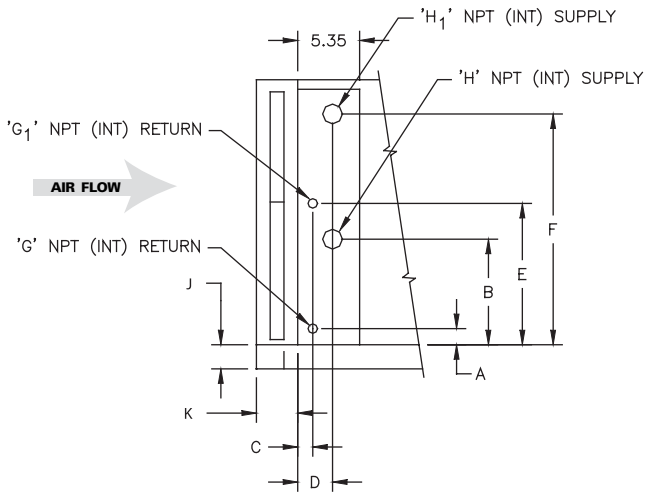 'H₁' NPT (INT) SUPPLY
5.35
'H' NPT (INT) SUPPLY
'G₁' NPT (INT) RETURN
AIR FLOW
'G' NPT (INT) RETURN
F
E
B
J
A
K
C
D